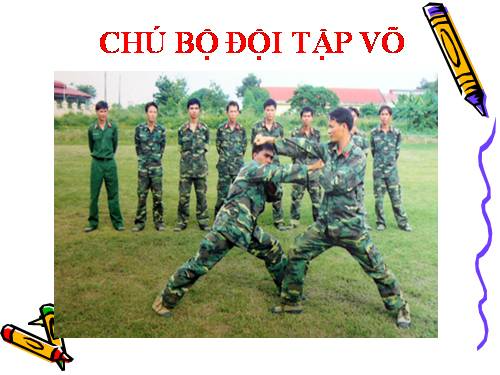 CHÚ BỘ ĐỘI TẬP VÕ